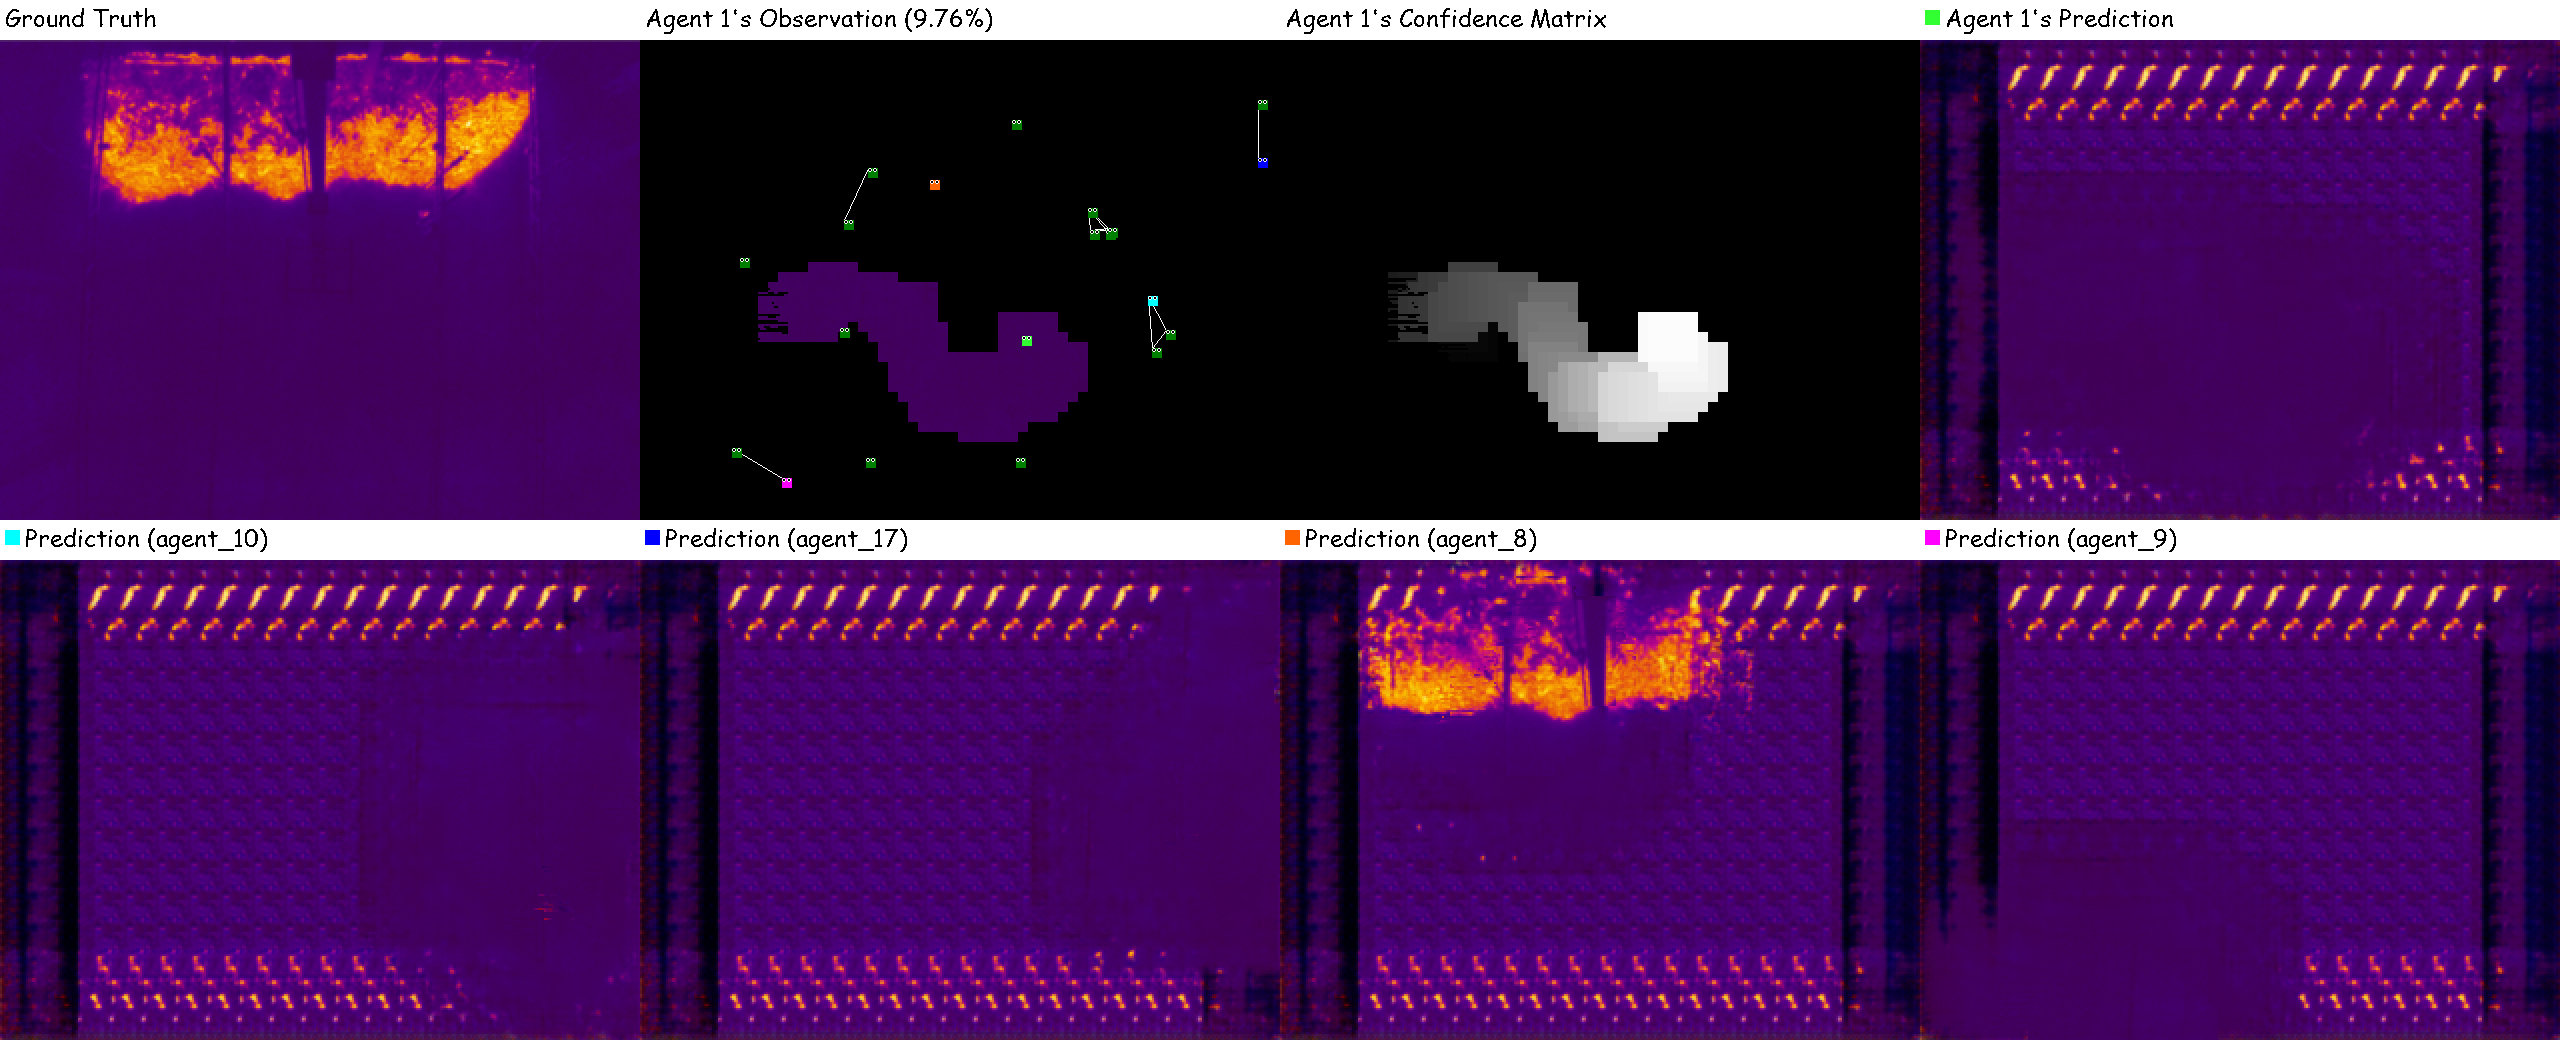 Ground Truth
Agent 1's Observation (9.76%)
Agent 1's Confidence Matrix
Agent 1's Prediction
Prediction (agent_10)
Prediction (agent_17)
Prediction (agent_8)
Prediction (agent_9)